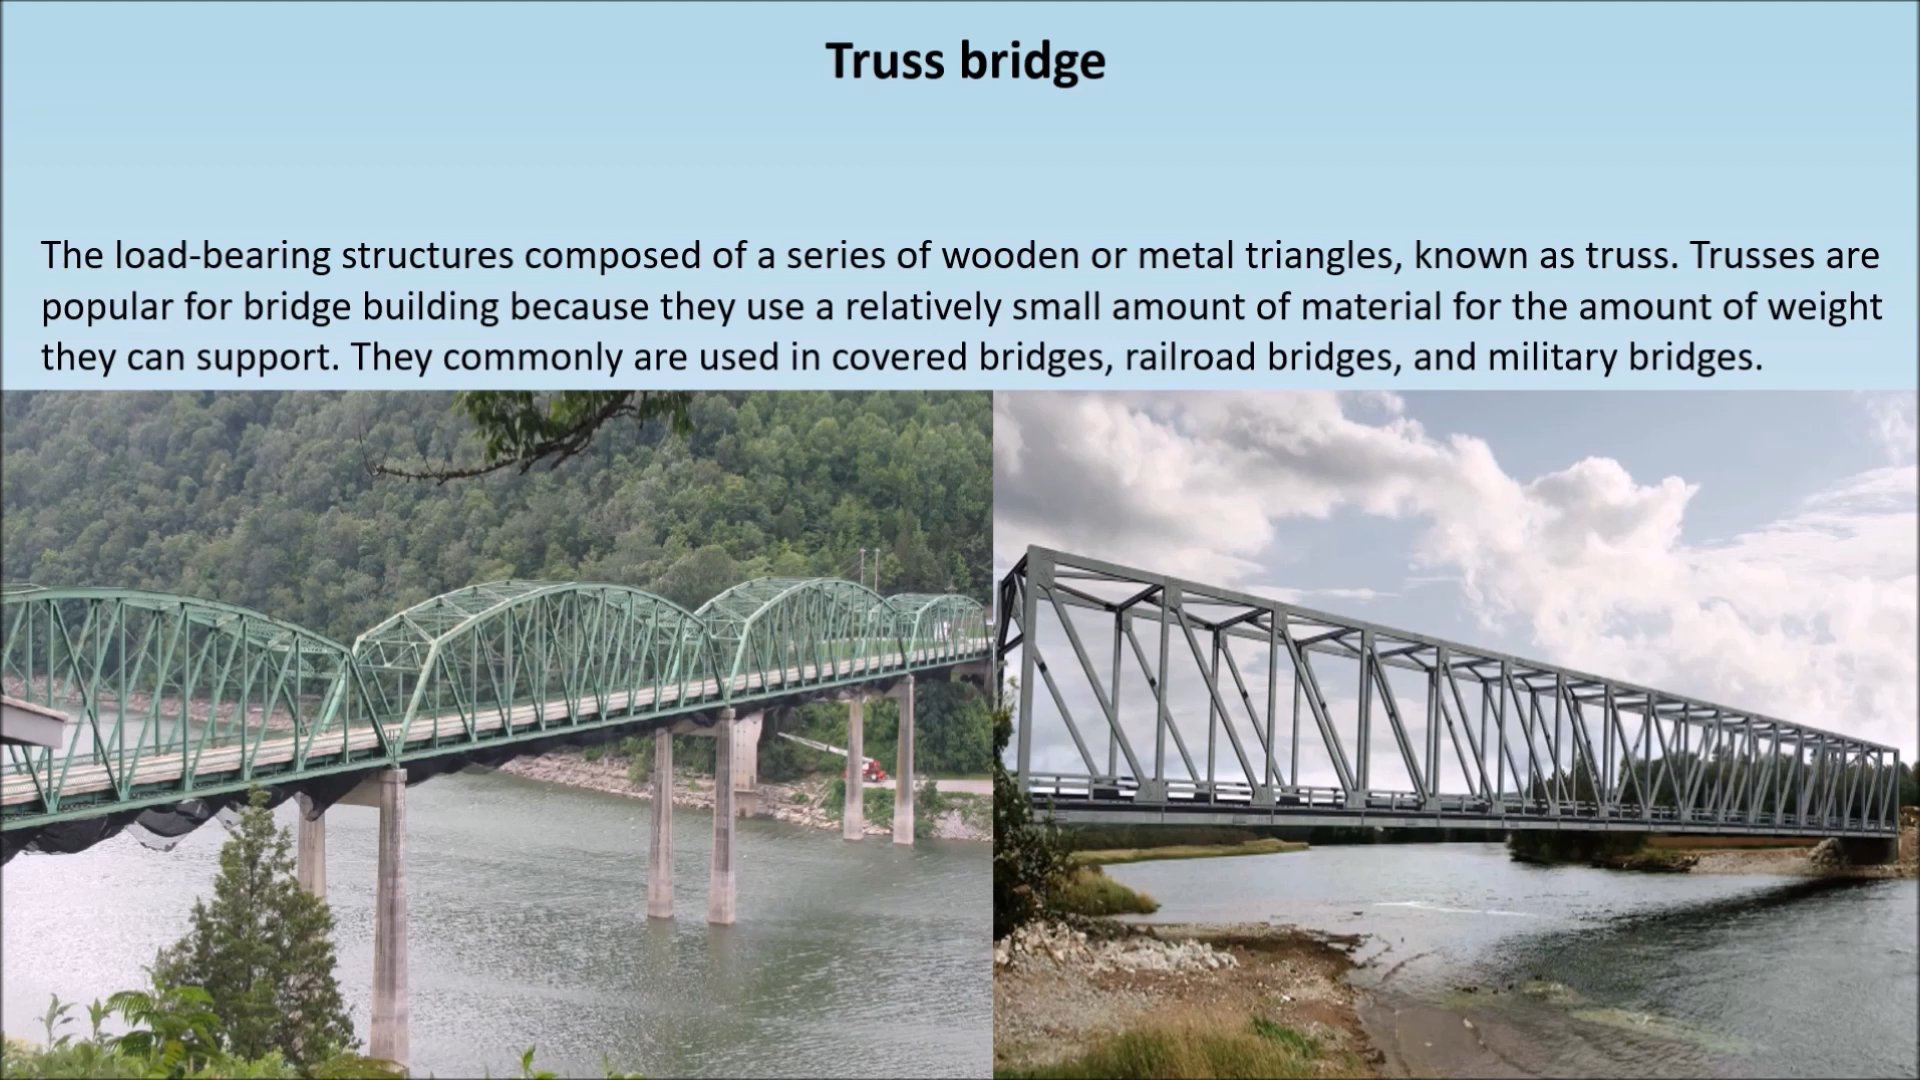 Truss bridge
The load-bearing structures composed of a series of wooden or metal triangles, known as truss. Trusses are
popular for bridge building because they use a relatively small amount of material for the amount of weight
they can support. They commonly are used in covered bridges, railroad bridges, and military bridges.